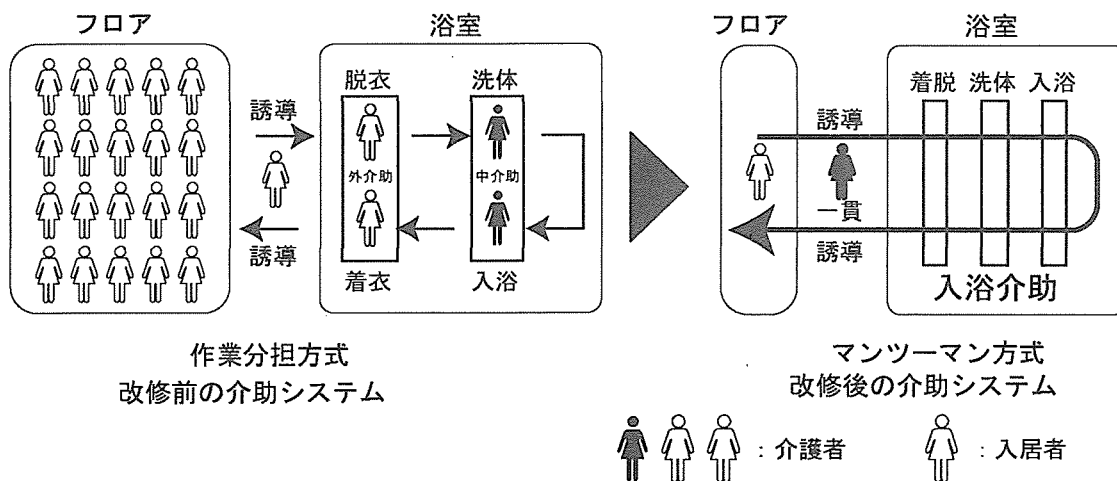 フロア
浴室
脱衣
洗体
誘導
外介助
中介助
誘導
着衣
入浴
作業分担方式
改修前の介助システム
フロア
浴室
着脱
洗体
入浴
誘導
一貫
誘導
入浴介助
マンツーマン方式
改修後の介助システム
：介護者
：入居者